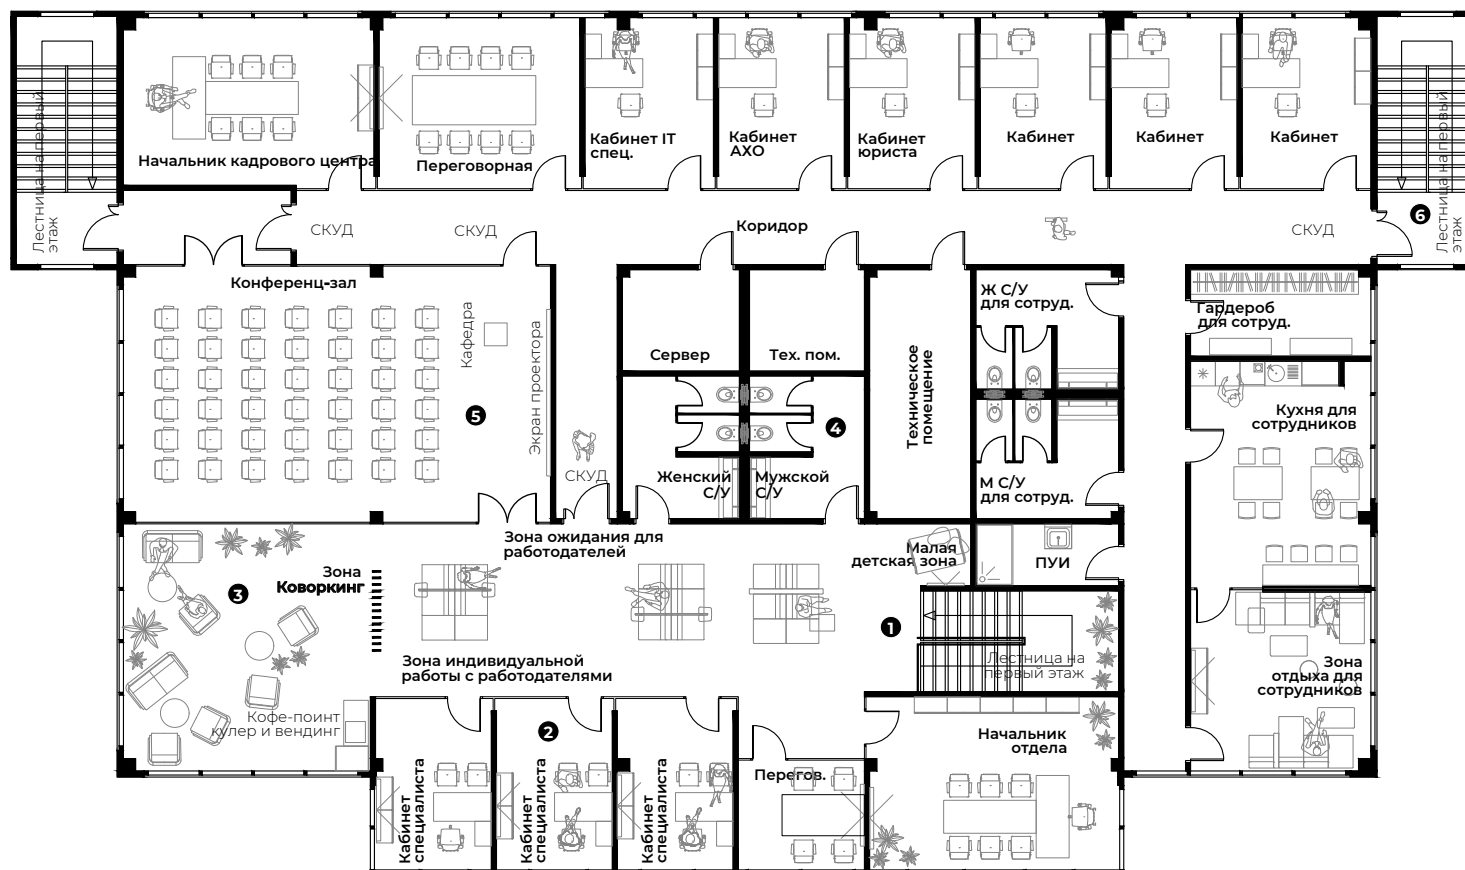 Лестница на первый
этаж
Начальник кадрового центра
Переговорная
Кабинет IT
спец.
Кабинет
АХО
Кабинет
юриста
Кабинет
Кабинет
Кабинет
Лестница на первый
этаж
6
СКУД
СКУД
Коридор
СКУД
Конференц-зал
Кафедра
Экран проектора
5
СКУД
Сервер
Тех. пом.
Женский
С/У
Мужской
С/У
4
Техническое
помещение
Ж С/У
для сотруд.
М С/У
для сотруд.
Гардероб
для сотруд.
Кухня для
сотрудников
Зона ожидания для
работодателей
Малая
детская зона
ПУИ
Зона
Коворкинг
3
1
Зона индивидуальной
работы с работодателями
Лестница на
первый этаж
Зона
отдыха для
сотрудников
Кофе-поинт
кулер и вендинг
2
Начальник
отдела
Перегов.
Кабинет
специалиста
Кабинет
специалиста
Кабинет
специалиста